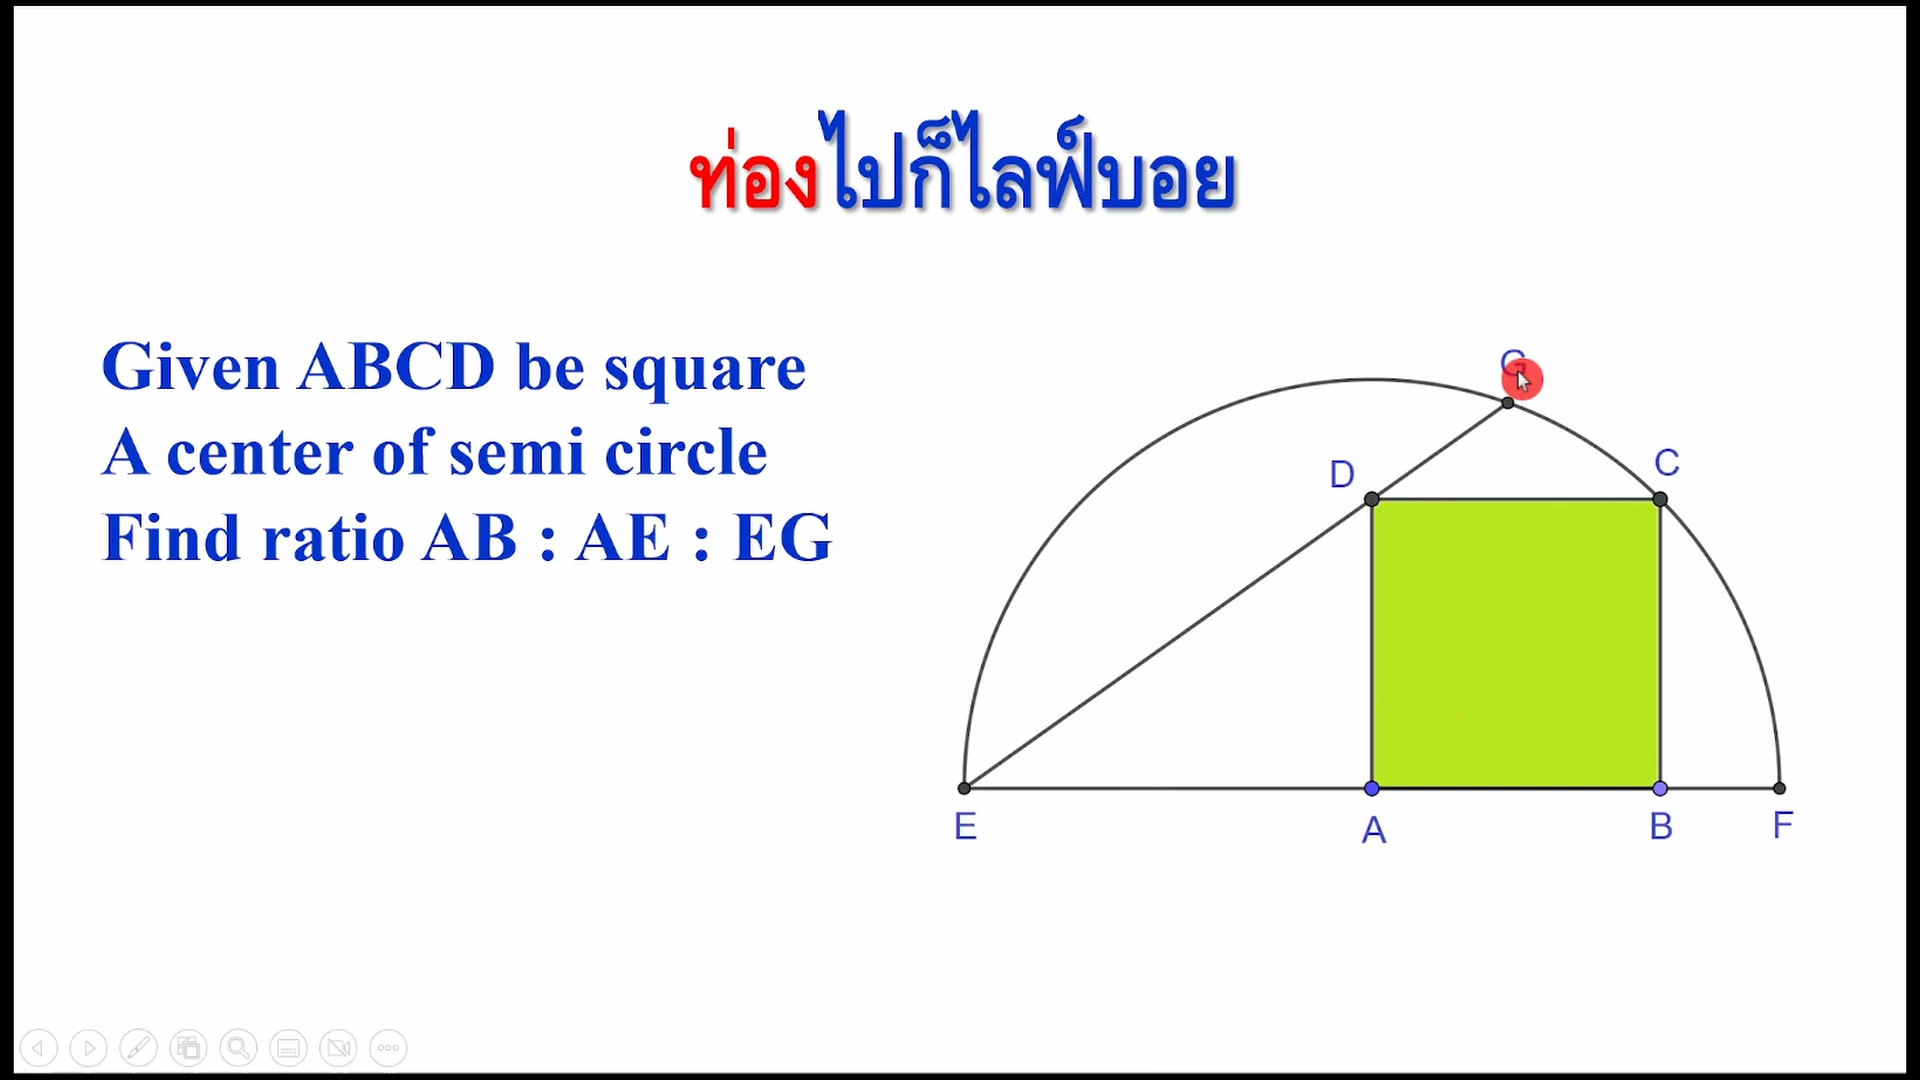 ท่องไปก็ไลฟ์บอย
Given ABCD be square
A center of semi circle
Find ratio AB : AE : EG
G
D
C
E
A
B
F